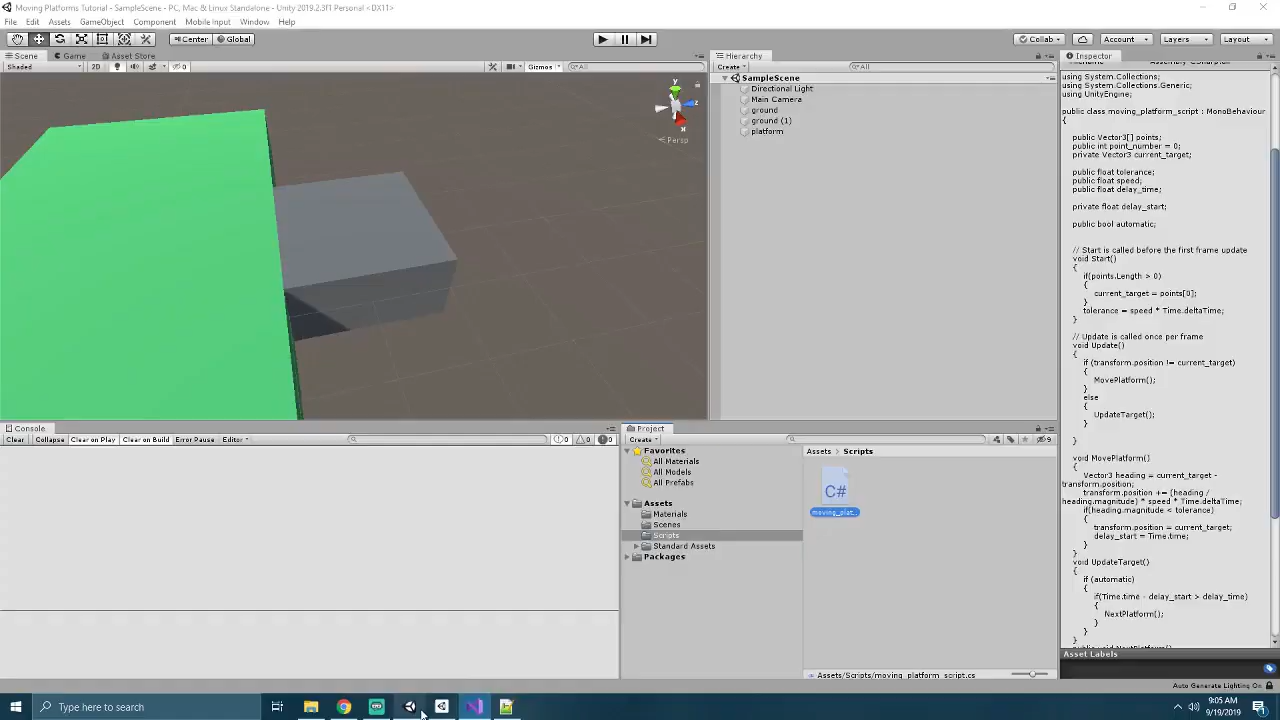 Moving Platforms Tutorial - SampleScene - PC, Mac & Linux Standalone - Unity 2019.2.3f1 Personal <DX11>
File Edit Assets GameObject Component Mobile Input Window Help
Center Global Collab Account Layers Layout
Scene Game Asset Store
Shaded 2D 0 Gizmos All
y
z
x
Persp
Hierarchy
Create All
SampleScene
Directional Light
Main Camera
ground
ground (1)
platform
Inspector
using System.Collections;
using System.Collections.Generic;
using UnityEngine;
public class moving_platform_script : MonoBehaviour
{
public Vector3[] points;
public int point_number = 0;
private Vector3 current_target;
public float tolerance;
public float speed;
public float delay_time;
private float delay_start;
public bool automatic;
// Start is called before the first frame update
void Start()
{
if(points.Length > 0)
{
current_target = points[0];
}
tolerance = speed * Time.deltaTime;
}
// Update is called once per frame
void Update()
{
if (transform.position != current_target)
{
MovePlatform();
}
else
{
UpdateTarget();
}
}
void MovePlatform()
{
Vector3 heading = current_target -
transform.position;
transform.position += (heading /
heading.magnitude) * speed * Time.deltaTime;
if(heading.magnitude < tolerance)
{
transform.position = current_target;
delay_start = Time.time;
}
}
void UpdateTarget()
{
if (automatic)
{
if(Time.time - delay_start > delay_time)
{
NextPlatform();
}
}
}
Asset Labels
Console
Clear Collapse Clear on Play Clear on Build Error Pause Editor 0 0 0
Project
Create 9
Favorites
All Materials
All Models
All Prefabs
Assets
Materials
Scenes
Scripts
Standard Assets
Packages
Assets Scripts
C#
moving_plat...
Assets/Scripts/moving_platform_script.cs
Auto Generate Lighting On
Type here to search
9:05 AM
9/19/2019
1